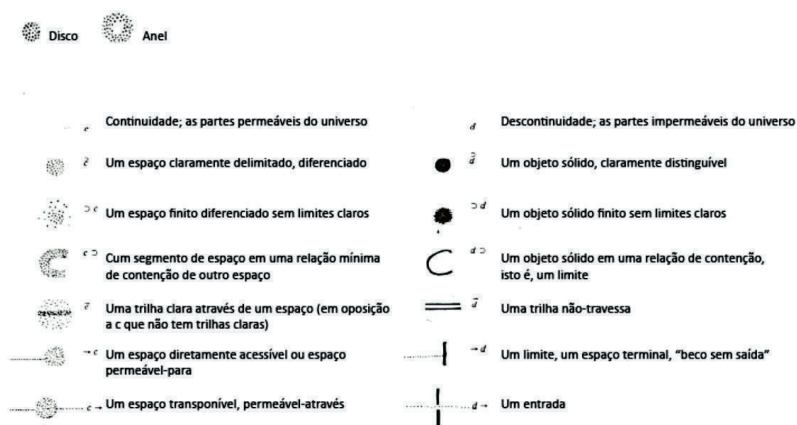 Disco
Anel
c Continuidade; as partes permeáveis do universo
c Um espaço claramente delimitado, diferenciado
⊃ c Um espaço finito diferenciado sem limites claros
c ⊃ Cum segmento de espaço em uma relação mínima
de contenção de outro espaço
c Uma trilha clara através de um espaço (em oposição
a c que não tem trilhas claras)
→ c Um espaço diretamente acessível ou espaço
permeável-para
c → Um espaço transponível, permeável-através
d Descontinuidade; as partes impermeáveis do universo
d Um objeto sólido, claramente distinguível
⊃ d Um objeto sólido finito sem limites claros
d ⊃ Um objeto sólido em uma relação de contenção,
isto é, um limite
d Uma trilha não-travessa
→ d Um limite, um espaço terminal, “beco sem saída”
d → Um entrada